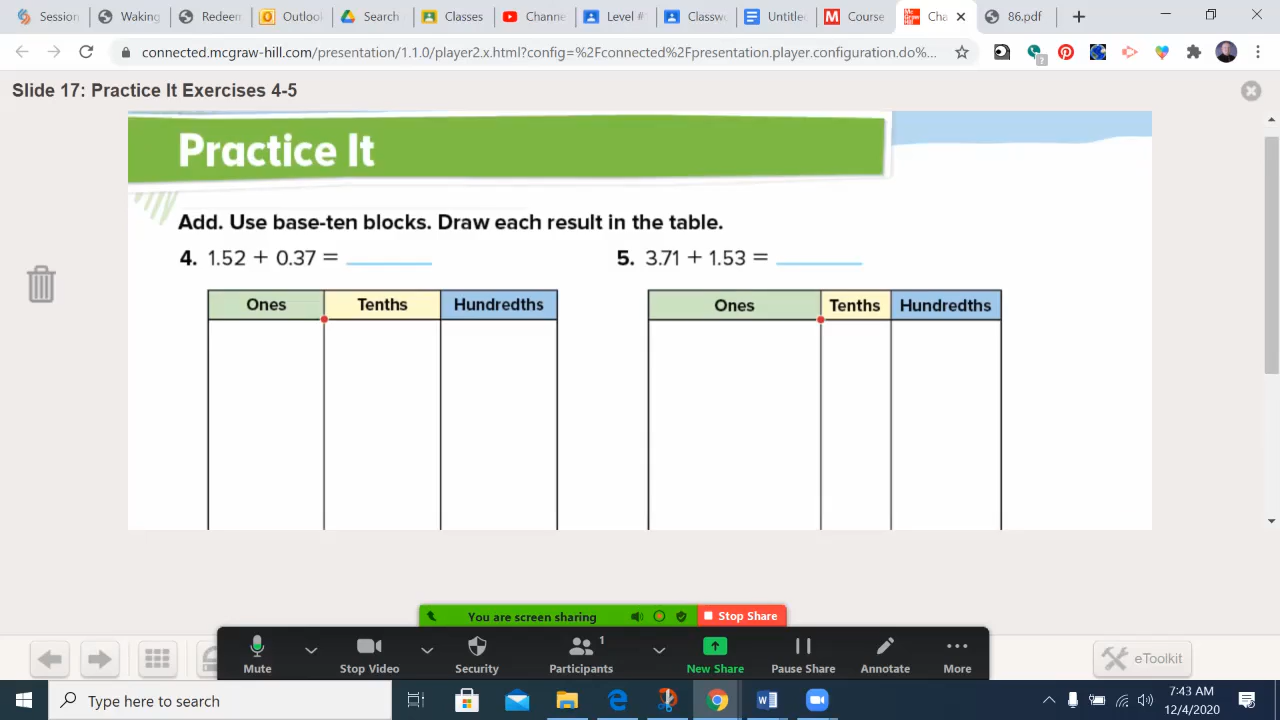 Session
Waking
Deem
Outlo
Search
Classe
Channe
Level
Classw
Untitle
Course
Cha
86.pdf
connected.mcgraw-hill.com/presentation/1.1.0/player2.x.html?config=%2Fconnected%2Fpresentation.player.configuration.do%...
Slide 17: Practice It Exercises 4-5
Practice It
Add. Use base-ten blocks. Draw each result in the table.
4. 1.52 + 0.37 =
5. 3.71 + 1.53 =
Ones Tenths Hundredths
Ones Tenths Hundredths
You are screen sharing Stop Share
Mute Stop Video Security Participants 1 New Share Pause Share Annotate More
eToolkit
Type here to search
7:43 AM
12/4/2020